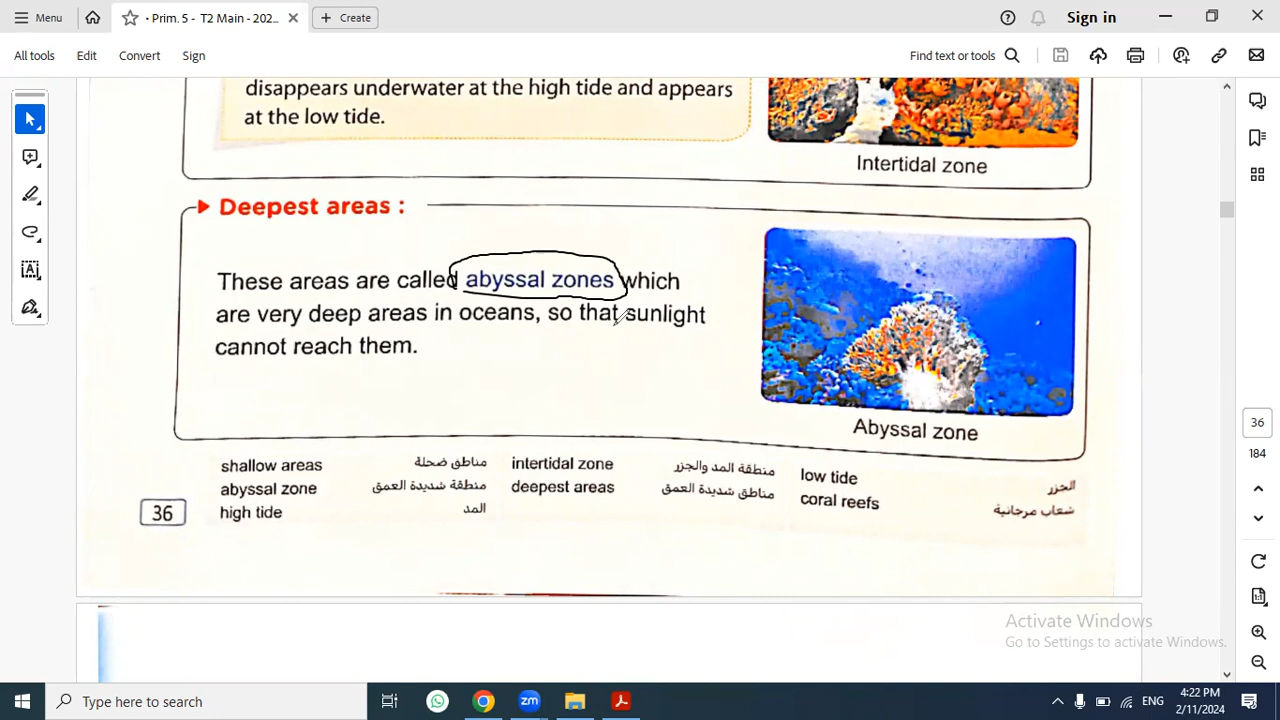 Menu
• Prim. 5 - T2 Main - 202...
Create
Sign in
All tools
Edit
Convert
Sign
Find text or tools
disappears underwater at the high tide and appears
at the low tide.
Intertidal zone
Deepest areas :
These areas are called abyssal zones which
are very deep areas in oceans, so that sunlight
cannot reach them.
Abyssal zone
shallow areas مناطق ضحلة intertidal zone منطقة المد والجزر low tide الجزر
abyssal zone منطقة شديدة العمق deepest areas مناطق شديدة العمق coral reefs شعاب مرجانية
high tide المد
36
36
184
Activate Windows
Go to Settings to activate Windows.
Type here to search
zm
ENG
4:22 PM
2/11/2024